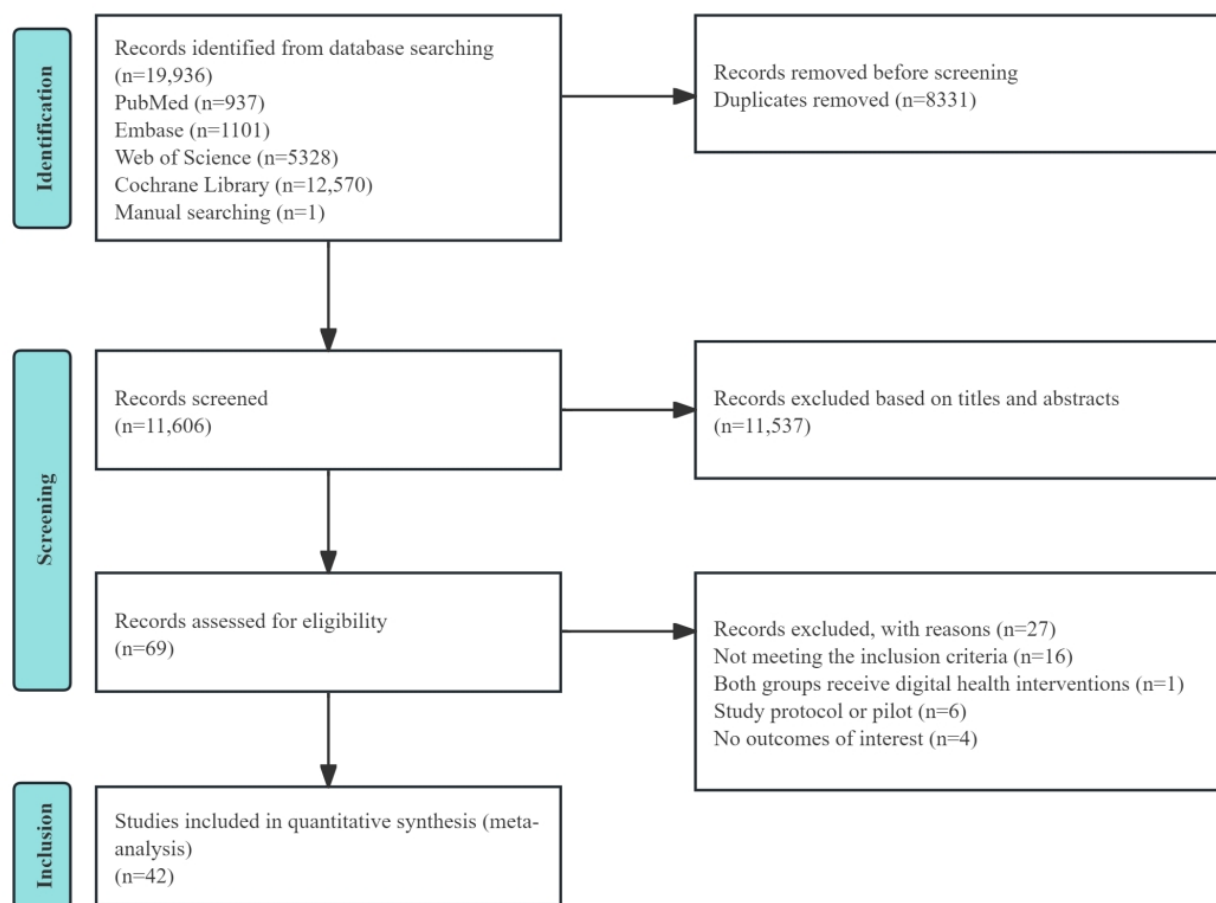 Identification
Records identified from database searching
(n=19,936)
PubMed (n=937)
Embase (n=1101)
Web of Science (n=5328)
Cochrane Library (n=12,570)
Manual searching (n=1)
Records removed before screening
Duplicates removed (n=8331)
Screening
Records screened
(n=11,606)
Records excluded based on titles and abstracts
(n=11,537)
Records assessed for eligibility
(n=69)
Records excluded, with reasons (n=27)
Not meeting the inclusion criteria (n=16)
Both groups receive digital health interventions (n=1)
Study protocol or pilot (n=6)
No outcomes of interest (n=4)
Inclusion
Studies included in quantitative synthesis (meta-
analysis)
(n=42)